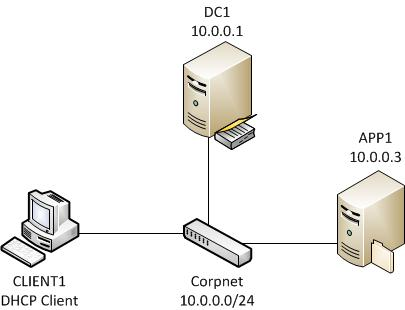 DC1
10.0.0.1
APP1
10.0.0.3
CLIENT1
DHCP Client
Corpnet
10.0.0.0/24